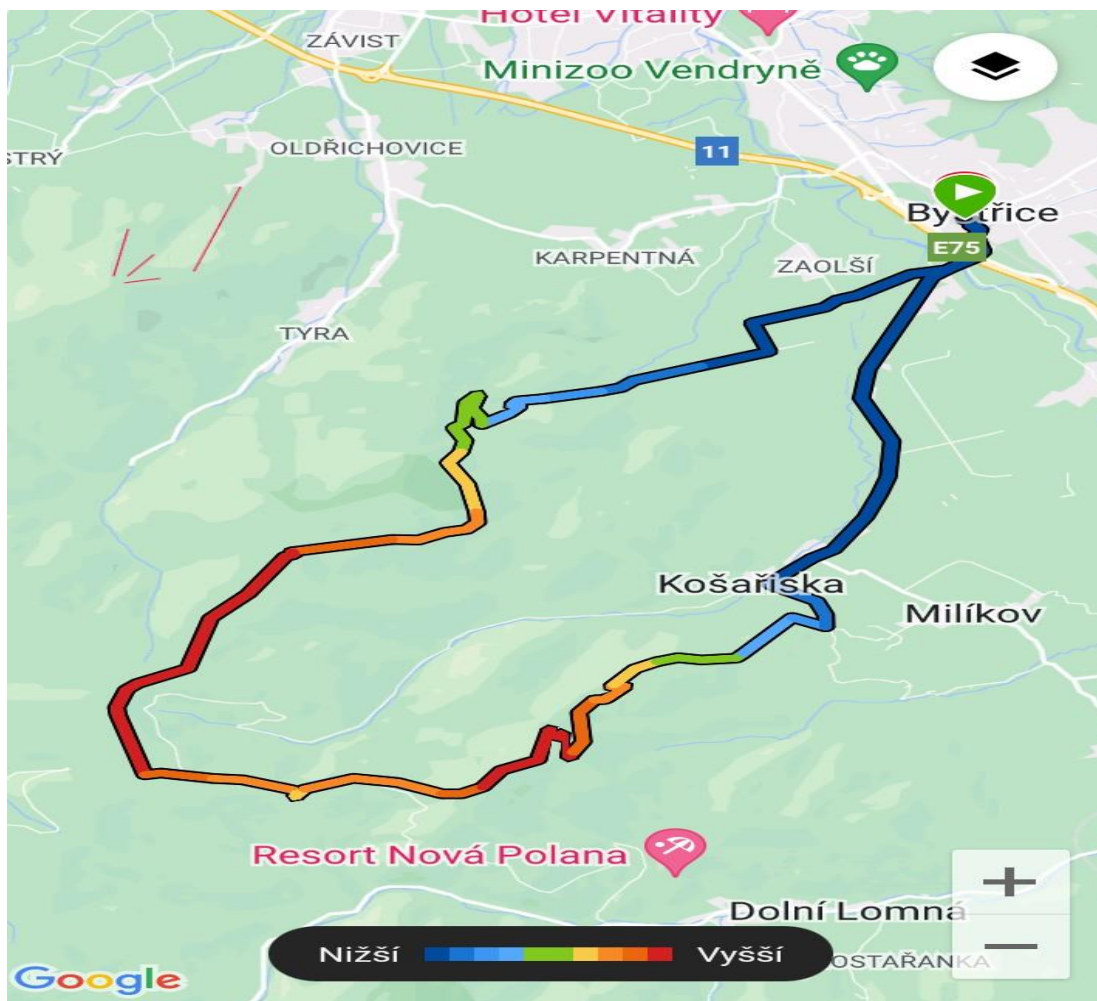 Hotel Vitality
ZÁVIST
Minizoo Vendryně
OLDŘICHOVICE
STRÝ
11
Bystřice
E75
KARPENTNÁ
ZAOLŠÍ
TYRA
Košařiska
Milíkov
Resort Nová Polana
Dolní Lomná
Nižší
Vyšší
OSTAŘANKA
Google